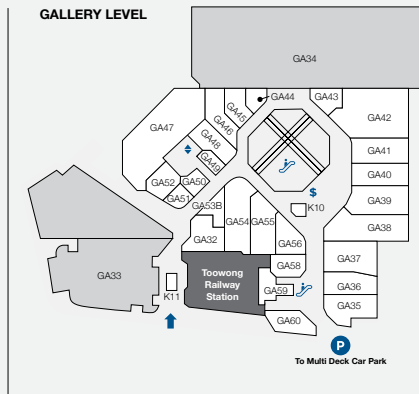 GALLERY LEVEL
GA34
GA44
GA43
GA45
GA46
GA47
GA48
GA49
GA42
GA41
GA40
GA39
GA38
GA52
GA50
GA51
GA53B
$
K10
GA54
GA55
GA32
GA56
GA33
K11
Toowong
Railway
Station
GA58
GA59
GA60
GA37
GA36
GA35
P
To Multi Deck Car Park